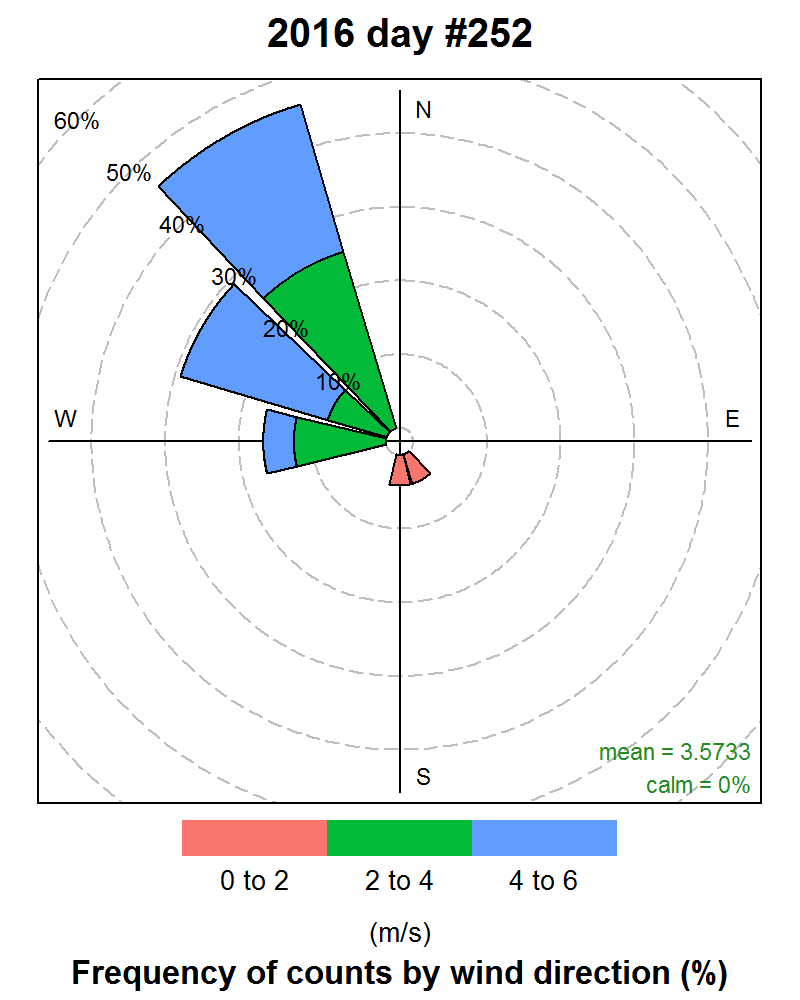 2016 day #252
N
60%
50%
40%
30%
20%
10%
W
E
mean = 3.5733
S
calm = 0%
0 to 2 2 to 4 4 to 6
(m/s)
Frequency of counts by wind direction (%)